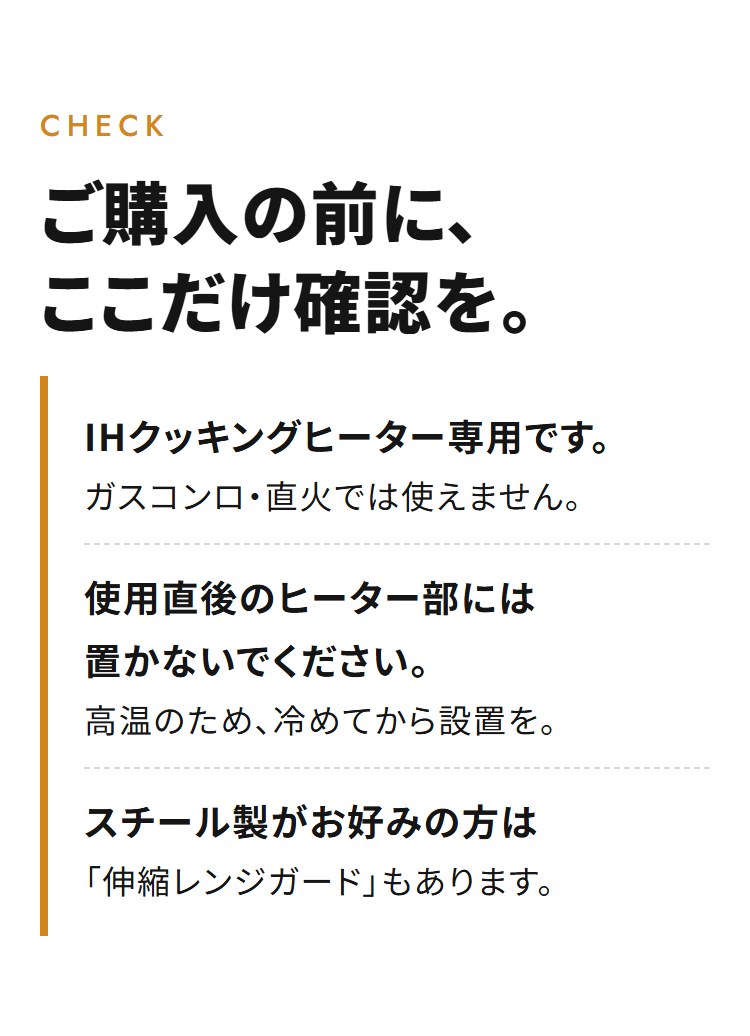 CHECK
ご購入の前に、
ここだけ確認を。
IHクッキングヒーター専用です。
ガスコンロ・直火では使えません。
使用直後のヒーター部には
置かないでください。
高温のため、冷めてから設置を。
スチール製がお好みの方は
「伸縮レンジガード」もあります。